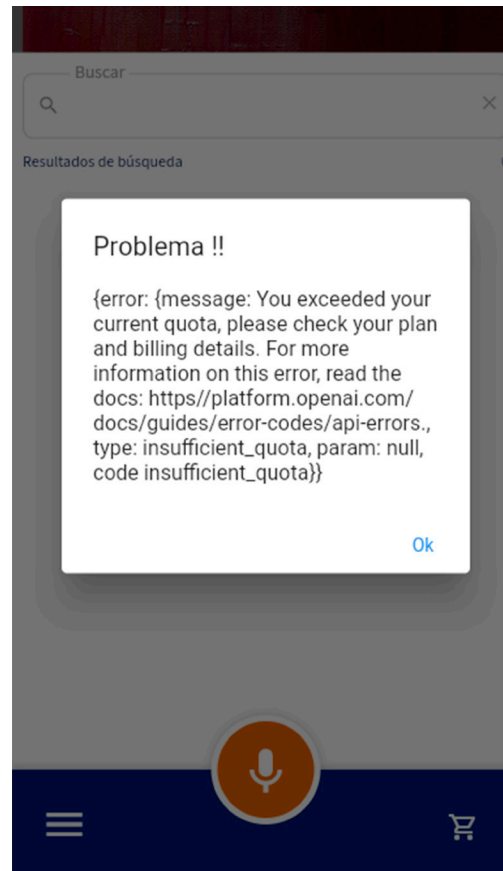 Buscar
Resultados de búsqueda
Problema !!
{error: {message: You exceeded your
current quota, please check your plan
and billing details. For more
information on this error, read the
docs: https//platform.openai.com/
docs/guides/error-codes/api-errors.,
type: insufficient_quota, param: null,
code insufficient_quota}}
Ok